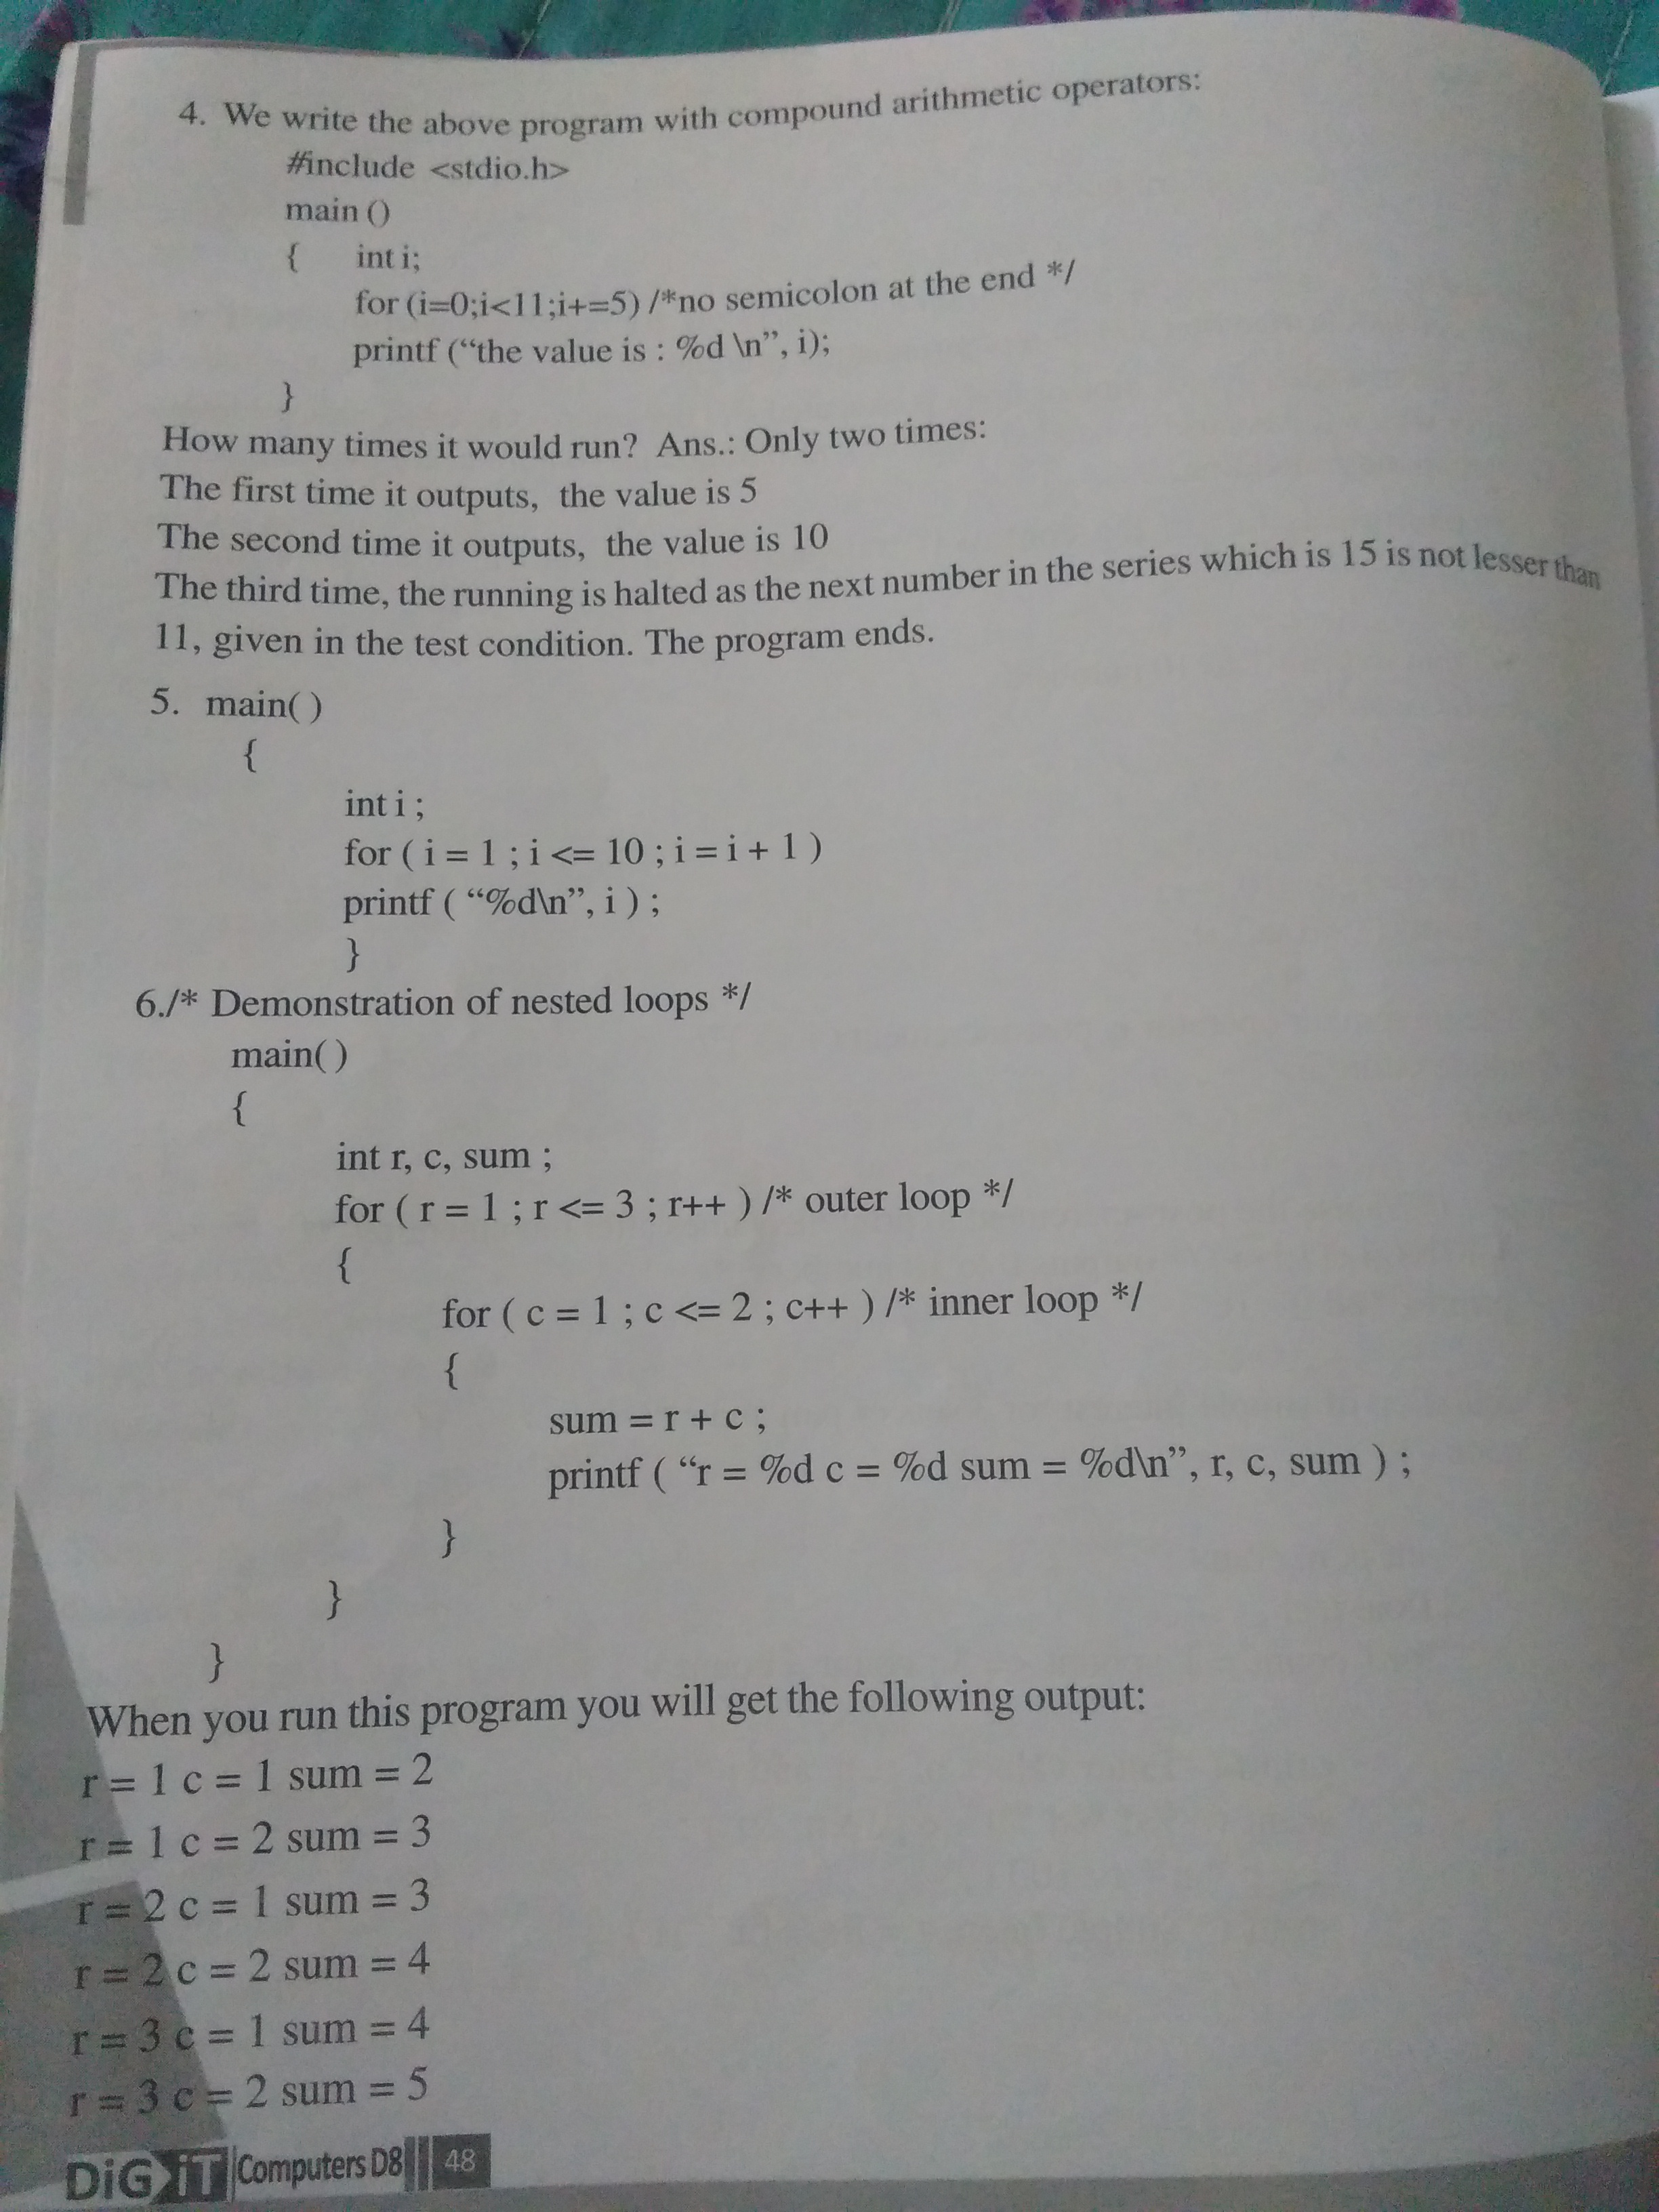 4. We write the above program with compound arithmetic operators:
#include <stdio.h>
main ()
{ int i;
for (i=0;i<11;i+=5) /*no semicolon at the end */
printf (“the value is : %d \n”, i);
}
How many times it would run? Ans.: Only two times:
The first time it outputs, the value is 5
The second time it outputs, the value is 10
The third time, the running is halted as the next number in the series which is 15 is not lesser than
11, given in the test condition. The program ends.
5. main( )
{
int i ;
for ( i = 1 ; i <= 10 ; i = i + 1 )
printf ( “%d\n”, i ) ;
}
6./* Demonstration of nested loops */
main( )
{
int r, c, sum ;
for ( r = 1 ; r <= 3 ; r++ ) /* outer loop */
{
for ( c = 1 ; c <= 2 ; c++ ) /* inner loop */
{
sum = r + c ;
printf ( “r = %d c = %d sum = %d\n”, r, c, sum ) ;
}
}
}
When you run this program you will get the following output:
r = 1 c = 1 sum = 2
r = 1 c = 2 sum = 3
r = 2 c = 1 sum = 3
r = 2 c = 2 sum = 4
r = 3 c = 1 sum = 4
r = 3 c = 2 sum = 5
DiG iT Computers D8 48